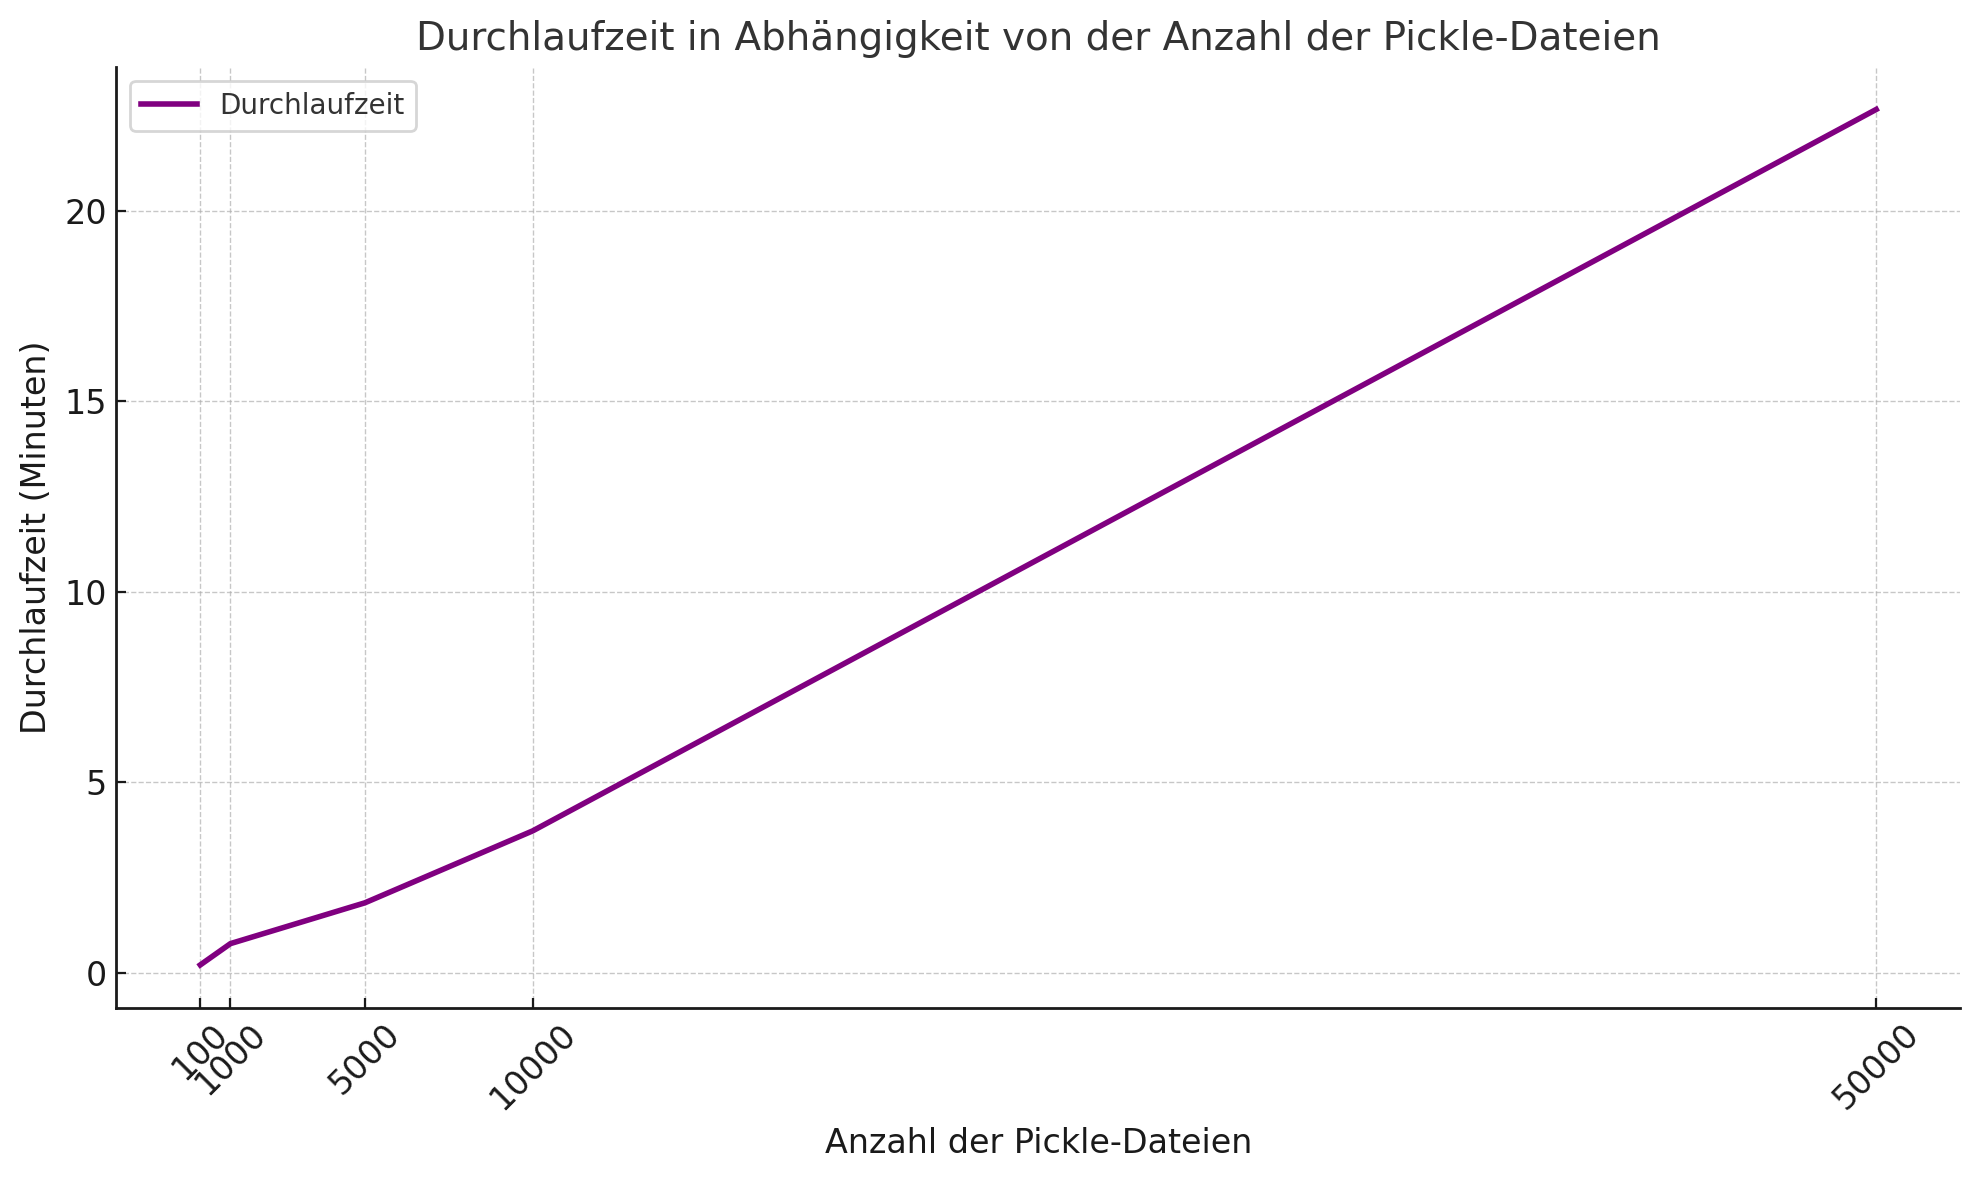 Durchlaufzeit in Abhängigkeit von der Anzahl der Pickle-Dateien
Durchlaufzeit
Durchlaufzeit (Minuten)
20
15
10
5
0
100
1000
5000
10000
50000
Anzahl der Pickle-Dateien